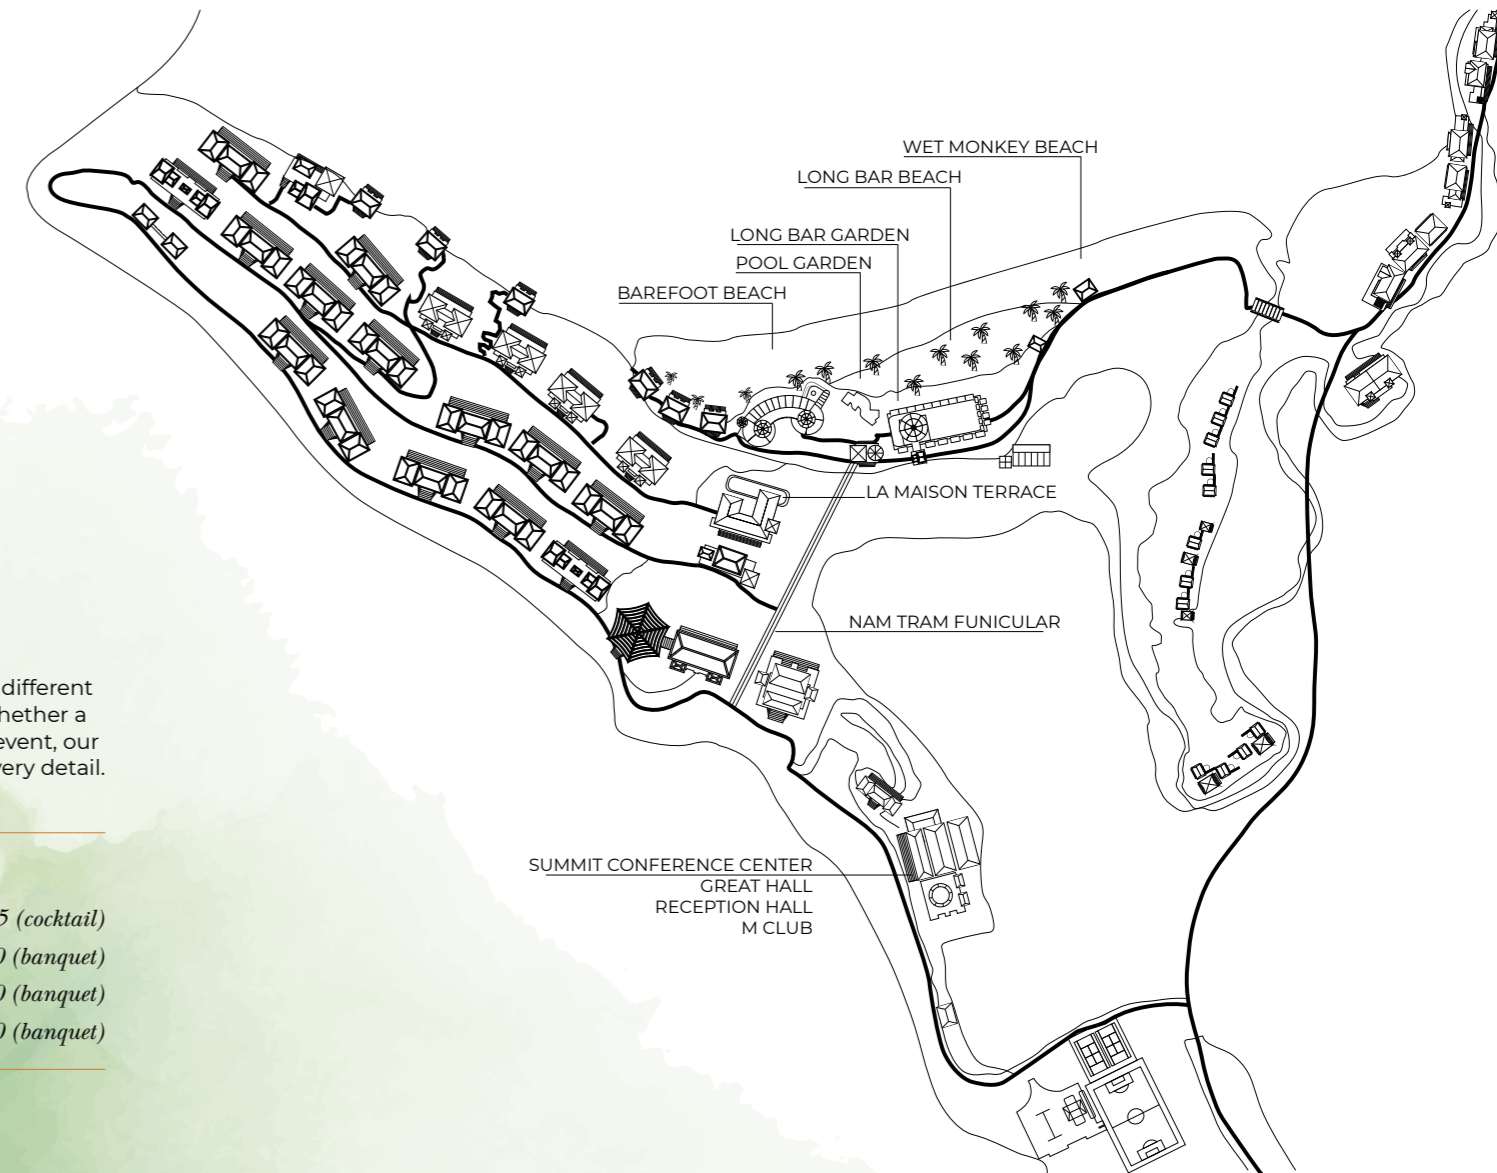 WET MONKEY BEACH
LONG BAR BEACH
LONG BAR GARDEN
POOL GARDEN
BAREFOOT BEACH
LA MAISON TERRACE
NAM TRAM FUNICULAR
different
hether a
event, our
very detail.
SUMMIT CONFERENCE CENTER
GREAT HALL
RECEPTION HALL
M CLUB
5 (cocktail)
0 (banquet)
0 (banquet)
0 (banquet)